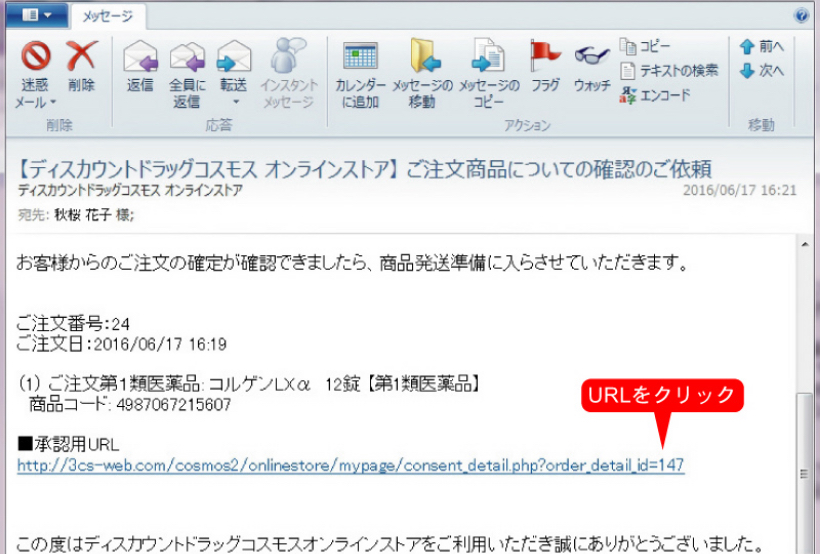 メッセージ
迷惑メール
削除
返信
全員に返信
転送
インスタント メッセージ
カレンダーに追加
メッセージの移動
メッセージのコピー
フラグ
ウォッチ
コピー
テキストの検索
エンコード
前へ
次へ
削除
応答
アクション
移動
【ディスカウントドラッグコスモス オンラインストア】ご注文商品についての確認のご依頼
ディスカウントドラッグコスモス オンラインストア
2016/06/17 16:21
宛先: 秋桜 花子 様;
お客様からのご注文の確定が確認できましたら、商品発送準備に入らさせていただきます。
ご注文番号:24
ご注文日:2016/06/17 16:19
(1) ご注文第1類医薬品: コルゲンLXα 12錠【第1類医薬品】
商品コード: 4987067215607
URLをクリック
■承認用URL
http://3cs-web.com/cosmos2/onlinestore/mypage/consent_detail.php?order_detail_id=147
この度はディスカウントドラッグコスモスオンラインストアをご利用いただき誠にありがとうございました。